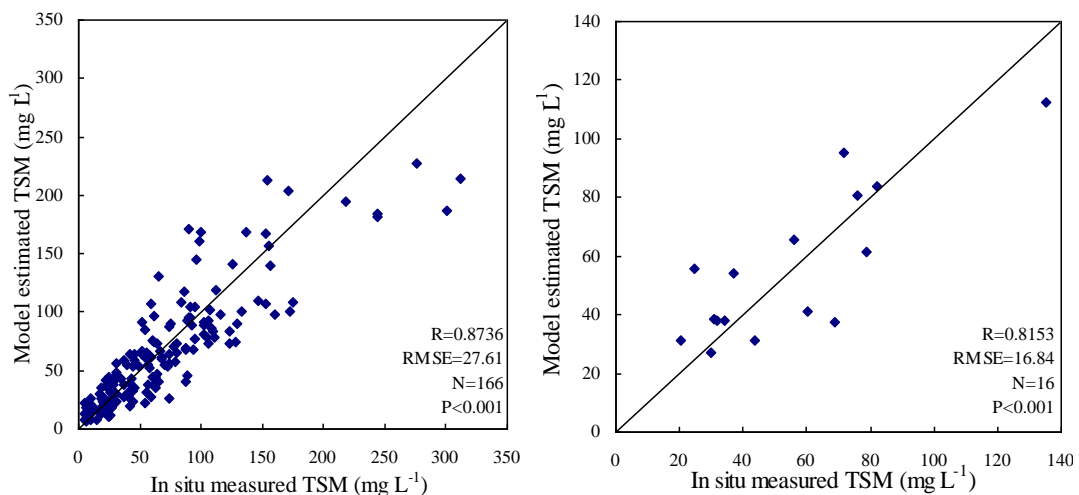 350
300
250
200
150
100
50
0
Model estimated TSM (mg L¹)
R=0.8736
RMSE=27.61
N=166
P<0.001
0 50 100 150 200 250 300 350
In situ measured TSM (mg L⁻¹)
140
120
100
80
60
40
20
0
Model estimated TSM (mg L¹)
R=0.8153
RMSE=16.84
N=16
P<0.001
0 20 40 60 80 100 120 140
In situ measured TSM (mg L⁻¹)